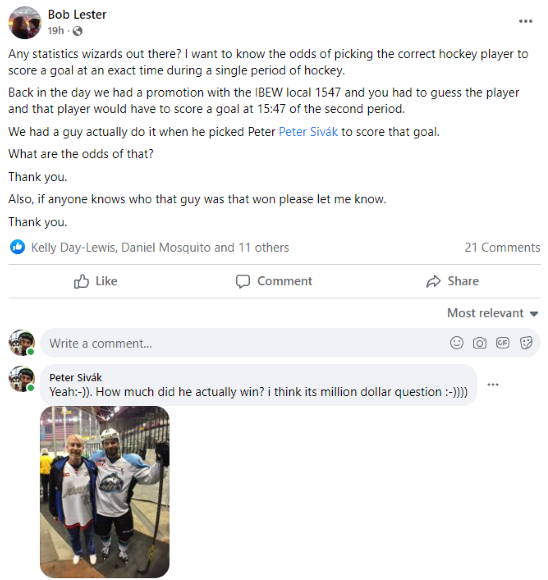 Bob Lester
19h ·
Any statistics wizards out there? I want to know the odds of picking the correct hockey player to
score a goal at an exact time during a single period of hockey.
Back in the day we had a promotion with the IBEW local 1547 and you had to guess the player
and that player would have to score a goal at 15:47 of the second period.
We had a guy actually do it when he picked Peter Peter Sivák to score that goal.
What are the odds of that?
Thank you.
Also, if anyone knows who that guy was that won please let me know.
Thank you.
Kelly Day-Lewis, Daniel Mosquito and 11 others
21 Comments
Like
Comment
Share
Most relevant
Write a comment...
GIF
Peter Sivák
Yeah:-)). How much did he actually win? i think its million dollar question :-))))